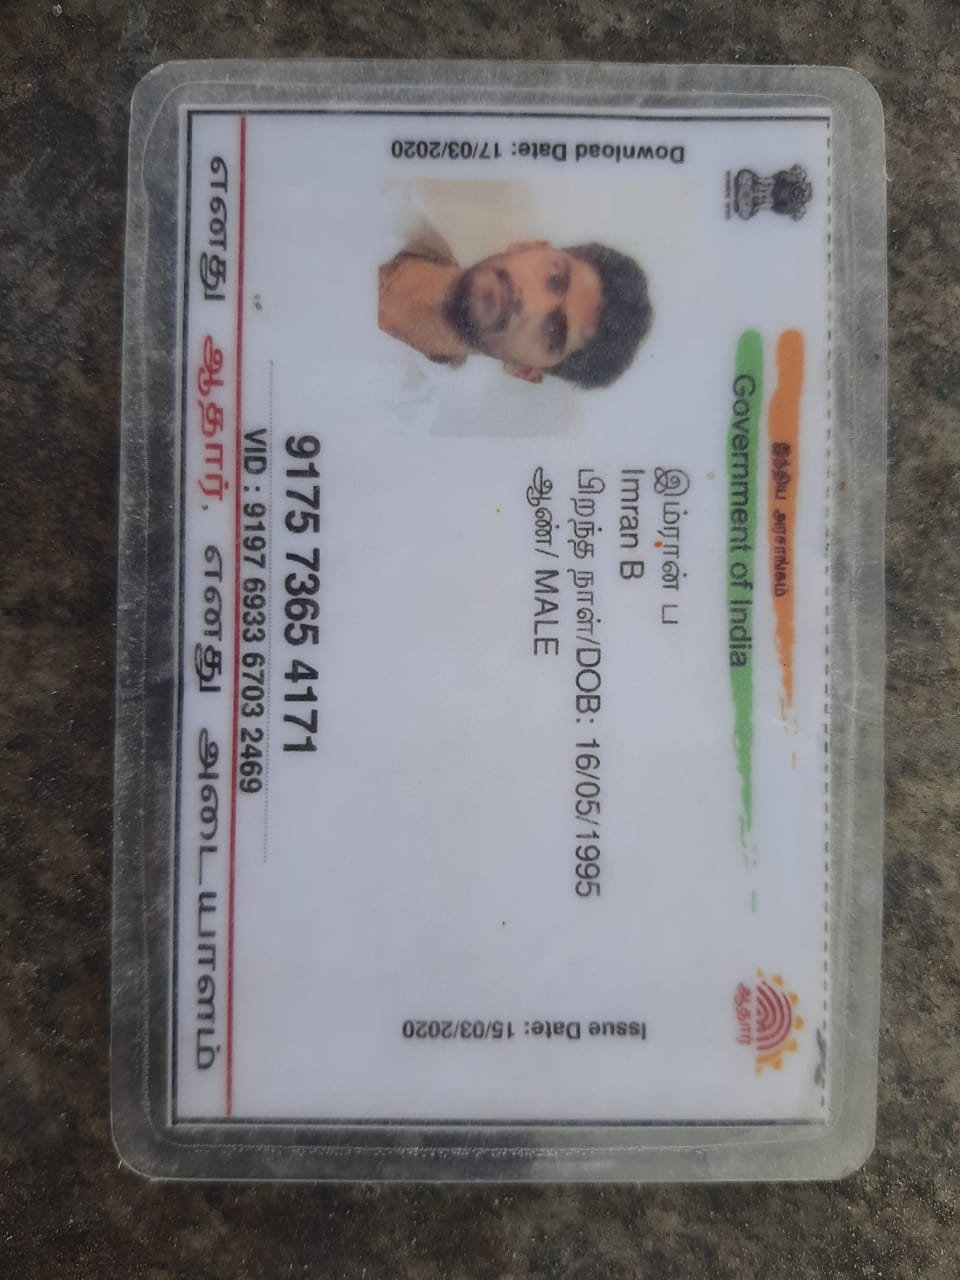 இந்திய அரசாங்கம்
Government of India
Download Date: 17/03/2020
இம்ரான் ப
Imran B
பிறந்த நாள்/DOB: 16/05/1995
ஆண்/ MALE
Issue Date: 15/03/2020
ஆதார்
9175 7365 4171
VID : 9197 6933 6703 2469
எனது ஆதார், எனது அடையாளம்